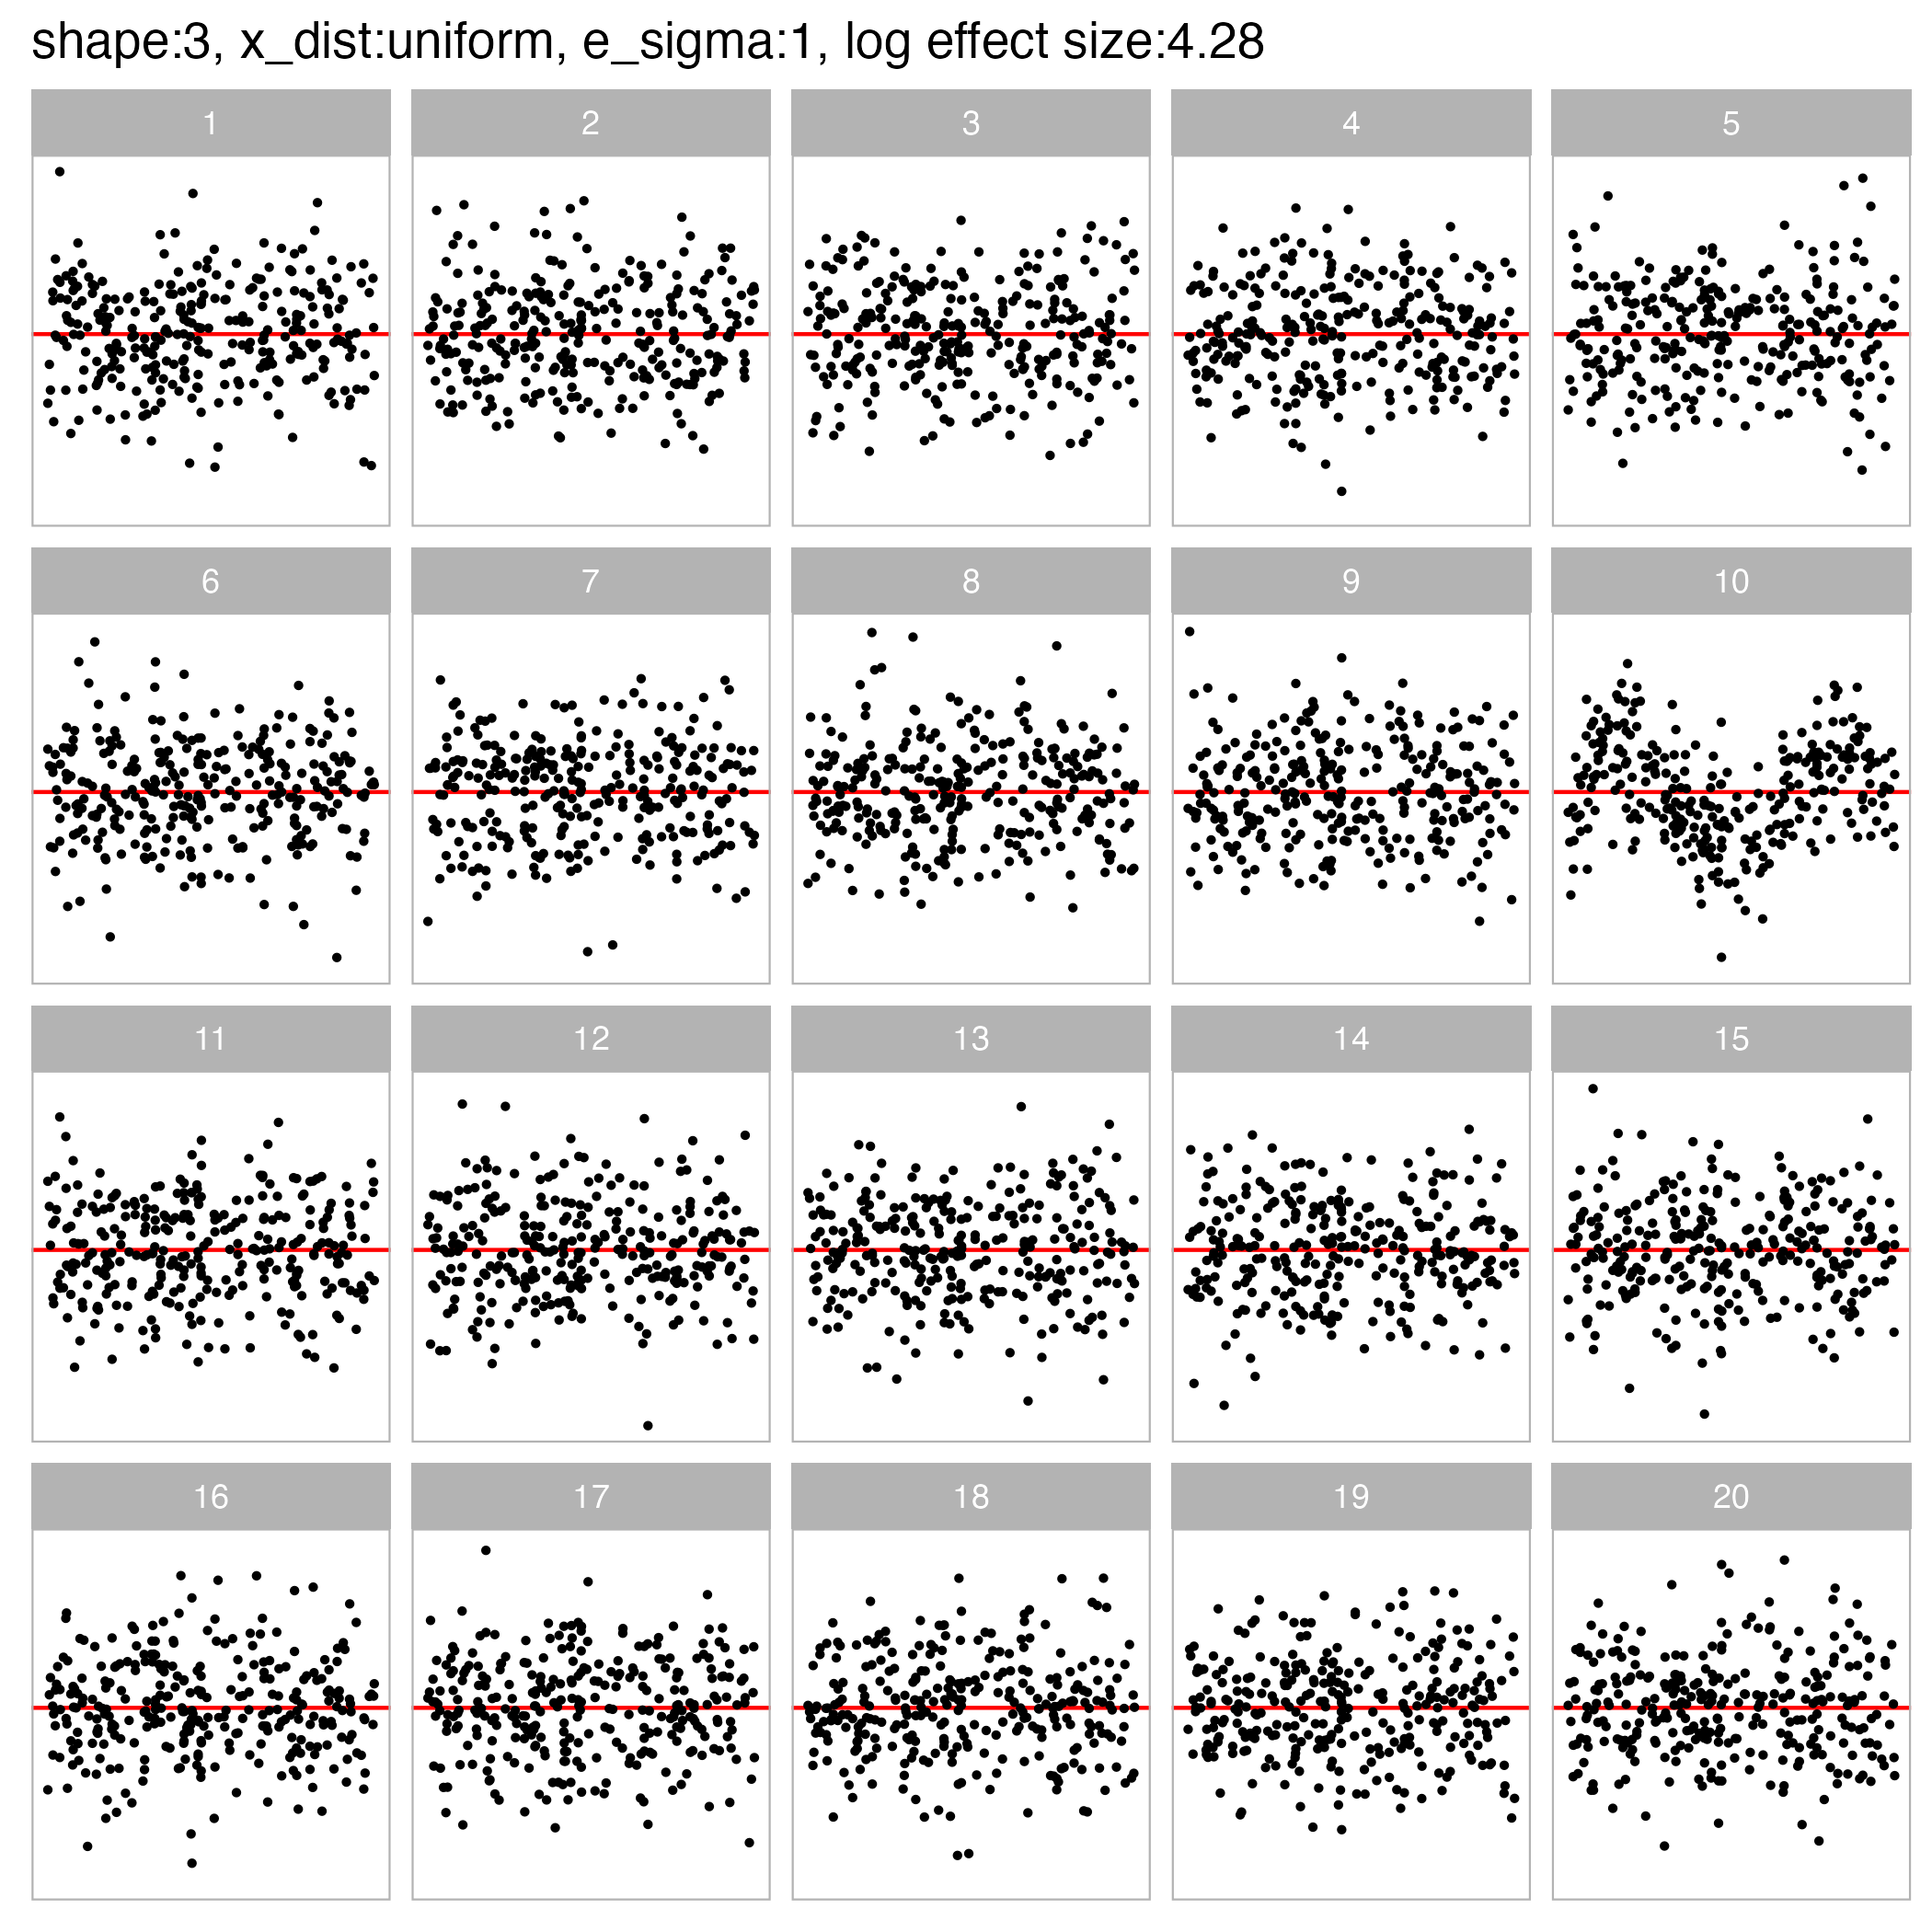 shape:3, x_dist:uniform, e_sigma:1, log effect size:4.28
1 2 3 4 5
6 7 8 9 10
11 12 13 14 15
16 17 18 19 20